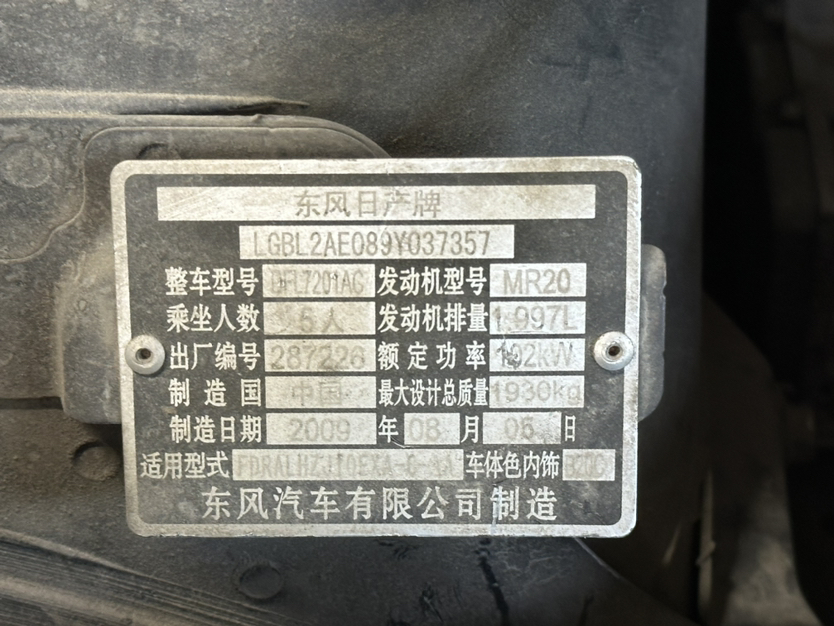 东风日产牌
LGBL2AE089Y037357
整车型号 DFL7201AC 发动机型号 MR20
乘坐人数 5人 发动机排量 1.997L
出厂编号 287226 额定功率 102kW
制造国 中国 最大设计总质量 1930kg
制造日期 2009 年 08 月 05 日
适用型式 车体色内饰
东风汽车有限公司制造